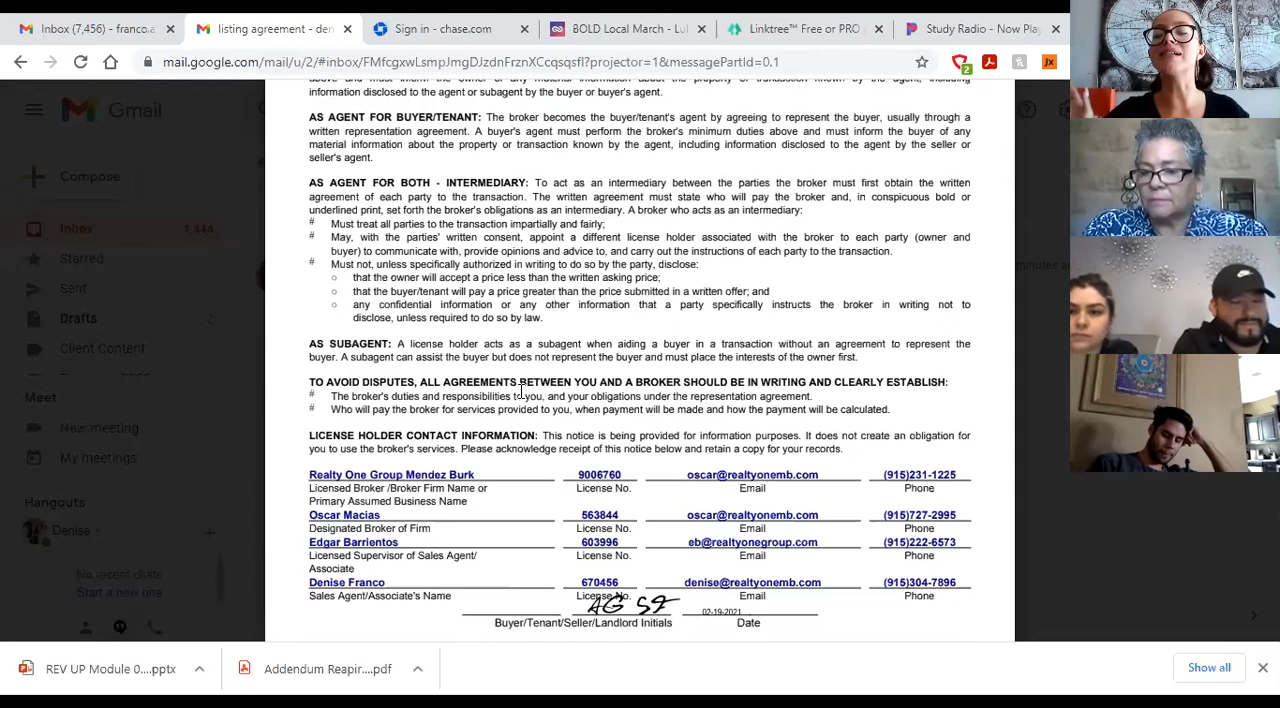 Inbox (7,456) - franco.a
listing agreement - den
Sign in - chase.com
BOLD Local March - Lul
Linktree™ Free or PRO
Study Radio - Now Play
mail.google.com/mail/u/2/#inbox/FMfcgxwLsmpJrrgDJzdnFrznXCcqsqsfl?projector=1&messagePartId=0.1
Gmail
Compose
Inbox
Starred
Sent
Drafts
2
Client Content
Meet
New meeting
My meetings
Hangouts
Denise
No recent chats
Start a new one
information disclosed to the agent or subagent by the buyer or buyer's agent.
AS AGENT FOR BUYER/TENANT: The broker becomes the buyer/tenant's agent by agreeing to represent the buyer, usually through a
written representation agreement. A buyer's agent must perform the broker's minimum duties above and must inform the buyer of any
material information about the property or transaction known by the agent, including information disclosed to the agent by the seller or
seller's agent.
AS AGENT FOR BOTH - INTERMEDIARY: To act as an intermediary between the parties the broker must first obtain the written
agreement of each party to the transaction. The written agreement must state who will pay the broker and, in conspicuous bold or
underlined print, set forth the broker's obligations as an intermediary. A broker who acts as an intermediary:
# Must treat all parties to the transaction impartially and fairly;
# May, with the parties' written consent, appoint a different license holder associated with the broker to each party (owner and
buyer) to communicate with, provide opinions and advice to, and carry out the instructions of each party to the transaction.
# Must not, unless specifically authorized in writing to do so by the party, disclose:
○ that the owner will accept a price less than the written asking price;
○ that the buyer/tenant will pay a price greater than the price submitted in a written offer; and
○ any confidential information or any other information that a party specifically instructs the broker in writing not to
disclose, unless required to do so by law.
AS SUBAGENT: A license holder acts as a subagent when aiding a buyer in a transaction without an agreement to represent the
buyer. A subagent can assist the buyer but does not represent the buyer and must place the interests of the owner first.
TO AVOID DISPUTES, ALL AGREEMENTS BETWEEN YOU AND A BROKER SHOULD BE IN WRITING AND CLEARLY ESTABLISH:
# The broker's duties and responsibilities to you, and your obligations under the representation agreement.
# Who will pay the broker for services provided to you, when payment will be made and how the payment will be calculated.
LICENSE HOLDER CONTACT INFORMATION: This notice is being provided for information purposes. It does not create an obligation for
you to use the broker's services. Please acknowledge receipt of this notice below and retain a copy for your records.
Realty One Group Mendez Burk 9006760 oscar@realtyonemb.com (915)231-1225
Licensed Broker /Broker Firm Name or License No. Email Phone
Primary Assumed Business Name
Oscar Macias 563844 oscar@realtyonemb.com (915)727-2995
Designated Broker of Firm License No. Email Phone
Edgar Barrientos 603996 eb@realtyonegroup.com (915)222-6573
Licensed Supervisor of Sales Agent/ License No. Email Phone
Associate
Denise Franco 670456 denise@realtyonemb.com (915)304-7896
Sales Agent/Associate's Name License No. Email Phone
AG 02-19-2021
Buyer/Tenant/Seller/Landlord Initials Date
REV UP Module 0....pptx
Addendum Reapir....pdf
Show all